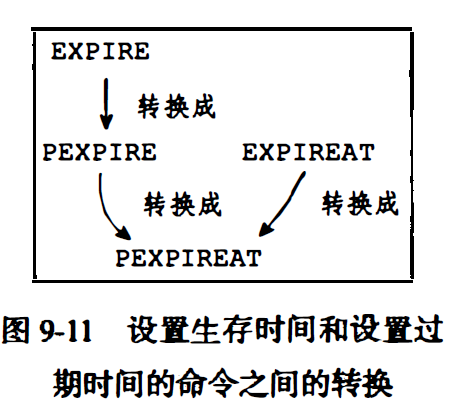 EXPIRE
转换成
PEXPIRE EXPIREAT
转换成 转换成
PEXPIREAT
图 9-11 设置生存时间和设置过
期时间的命令之间的转换